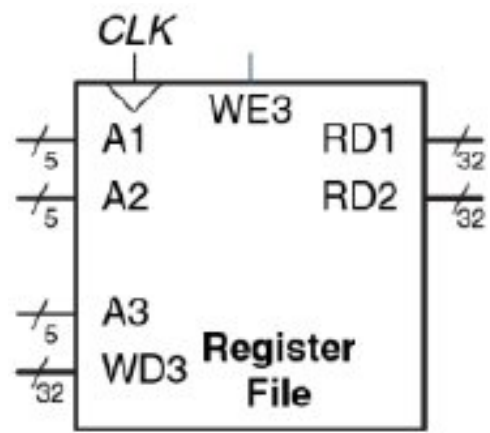 CLK
WE3
5 A1 RD1 32
5 A2 RD2 32
5 A3
32 WD3
Register
File